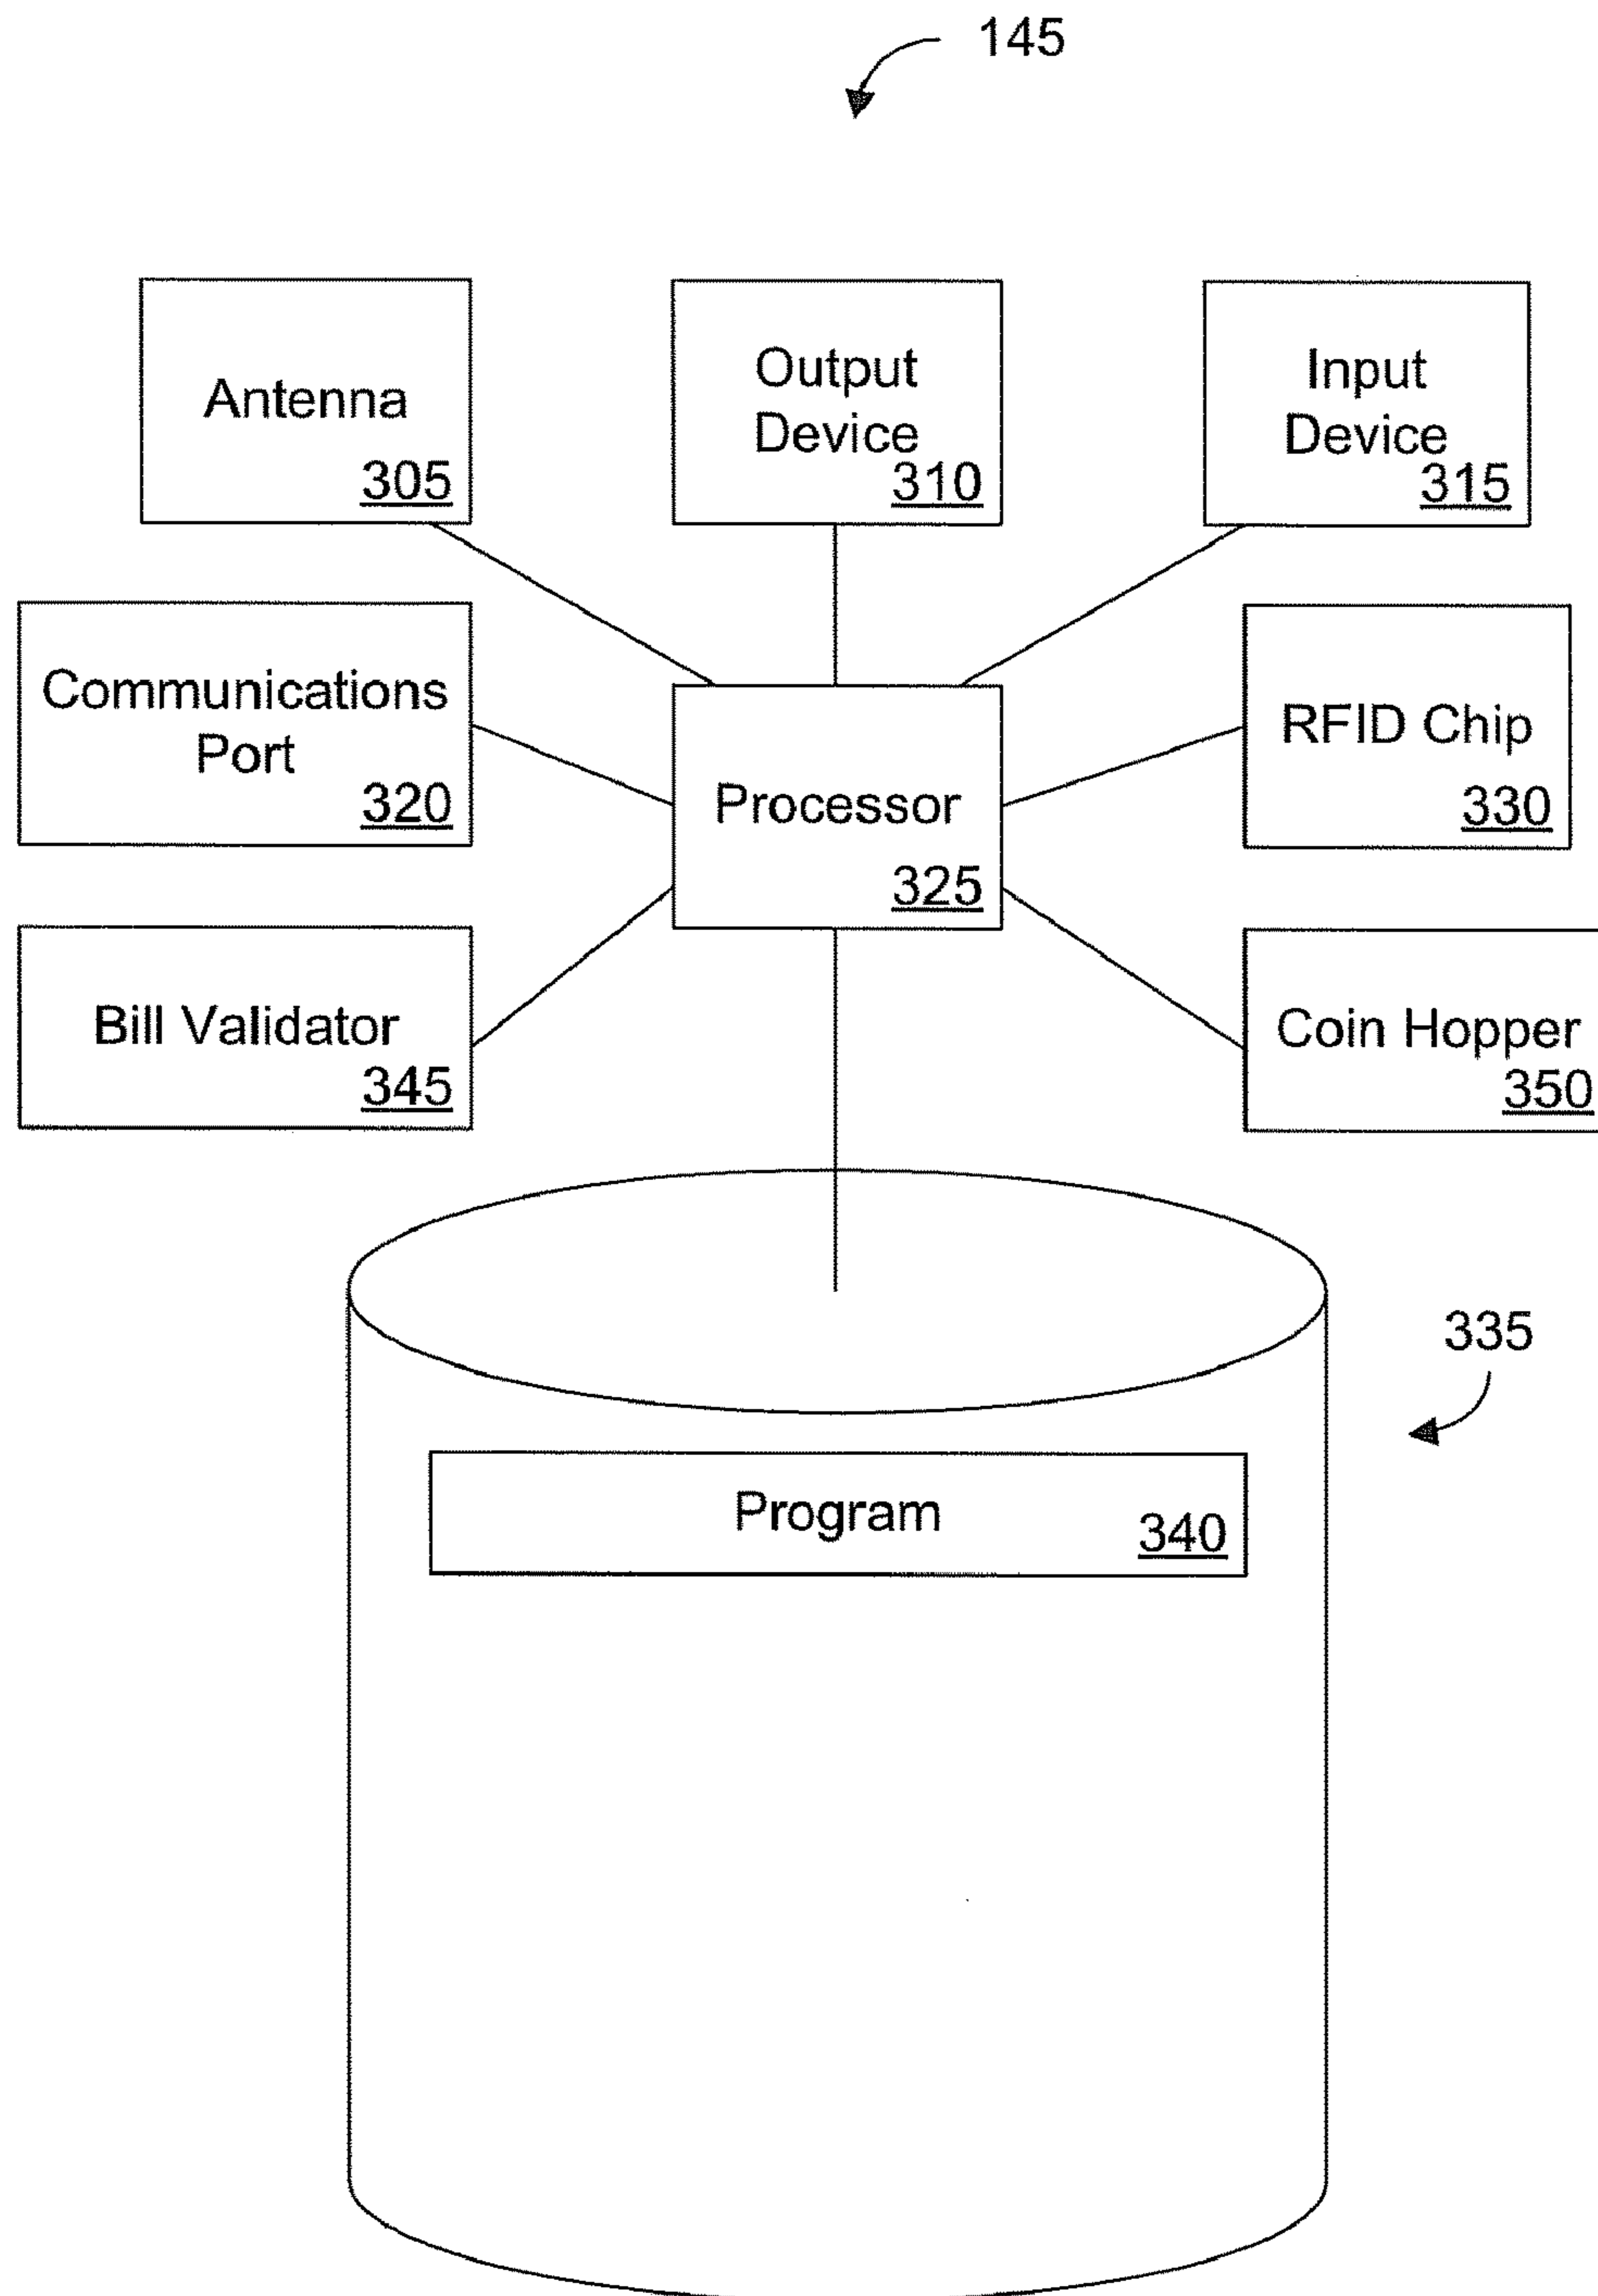 145
Antenna
305
Output
Device
310
Input
Device
315
Communications
Port
320
Processor
325
RFID Chip
330
Bill Validator
345
Coin Hopper
350
335
Program
340